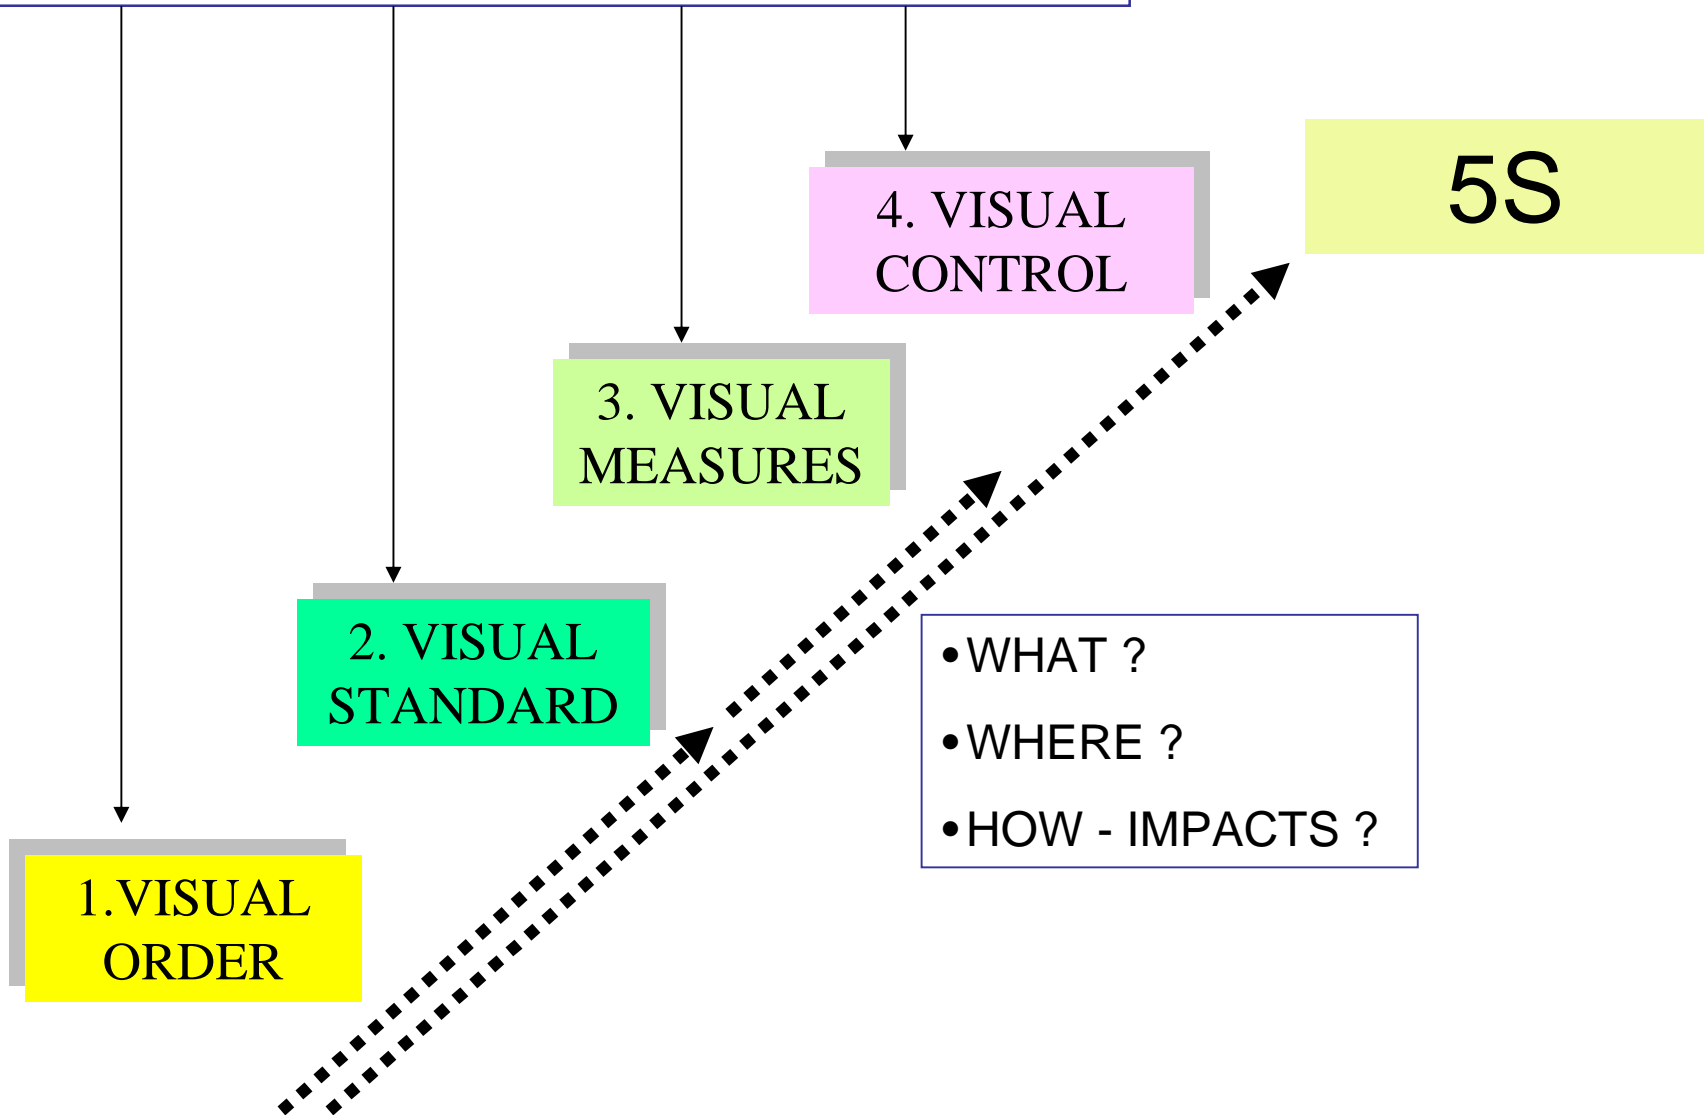 5S
4. VISUAL
CONTROL
3. VISUAL
MEASURES
2. VISUAL
STANDARD
•WHAT ?
•WHERE ?
•HOW - IMPACTS ?
1.VISUAL
ORDER